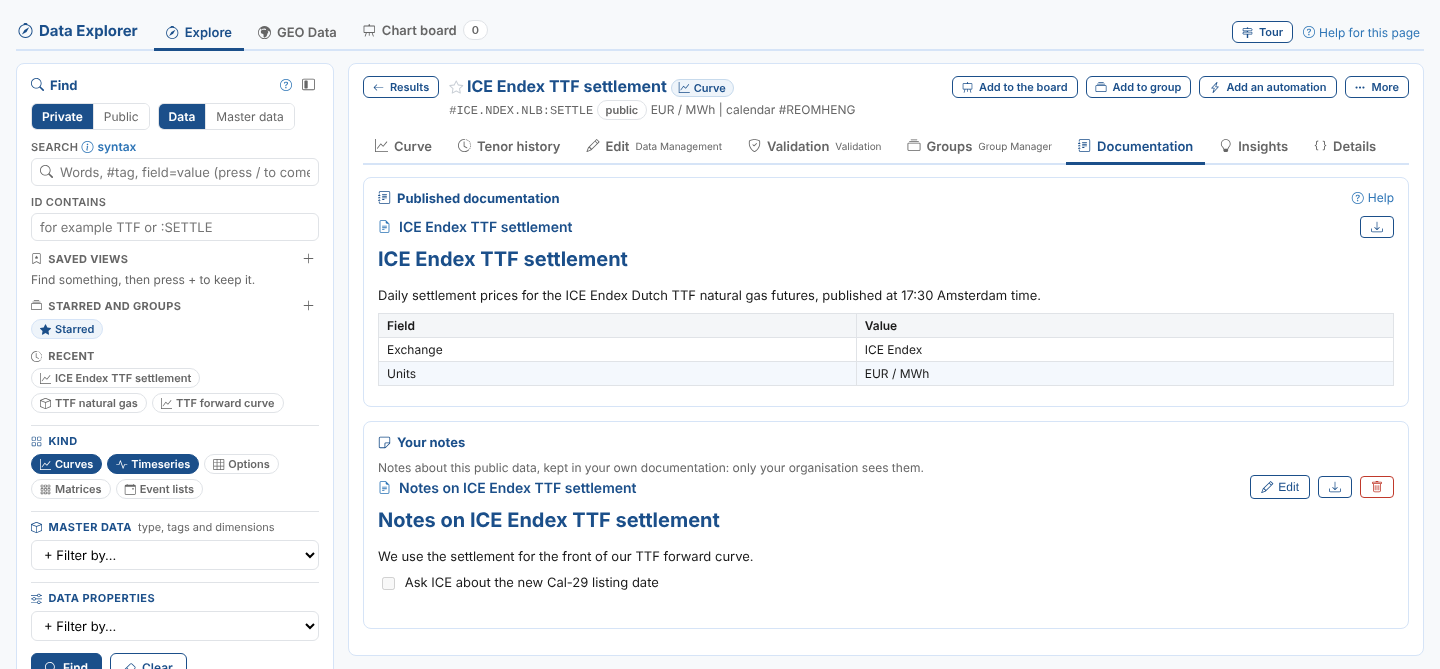 Data Explorer
Explore
GEO Data
Chart board 0
Tour
Help for this page
Find
Private Public Data Master data
SEARCH syntax
Words, #tag, field=value (press / to come
ID CONTAINS
for example TTF or :SETTLE
SAVED VIEWS
Find something, then press + to keep it.
STARRED AND GROUPS
Starred
RECENT
ICE Endex TTF settlement
TTF natural gas TTF forward curve
KIND
Curves Timeseries Options
Matrices Event lists
MASTER DATA type, tags and dimensions
+ Filter by...
DATA PROPERTIES
+ Filter by...
Find Clear
← Results
ICE Endex TTF settlement Curve
#ICE.NDEX.NLB:SETTLE public EUR / MWh | calendar #REOMHENG
Add to the board Add to group Add an automation ··· More
Curve Tenor history Edit Data Management Validation Validation Groups Group Manager Documentation Insights {} Details
Published documentation
Help
ICE Endex TTF settlement
ICE Endex TTF settlement
Daily settlement prices for the ICE Endex Dutch TTF natural gas futures, published at 17:30 Amsterdam time.
Field Value
Exchange ICE Endex
Units EUR / MWh
Your notes
Notes about this public data, kept in your own documentation: only your organisation sees them.
Notes on ICE Endex TTF settlement
Edit
Notes on ICE Endex TTF settlement
We use the settlement for the front of our TTF forward curve.
Ask ICE about the new Cal-29 listing date